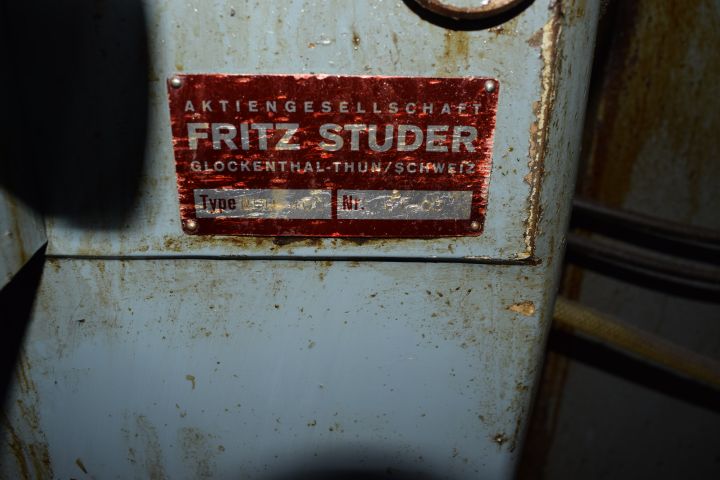 AKTIENGESELLSCHAFT
FRITZ STUDER
GLOCKENTHAL-THUN/SCHWEIZ
Type Nr.